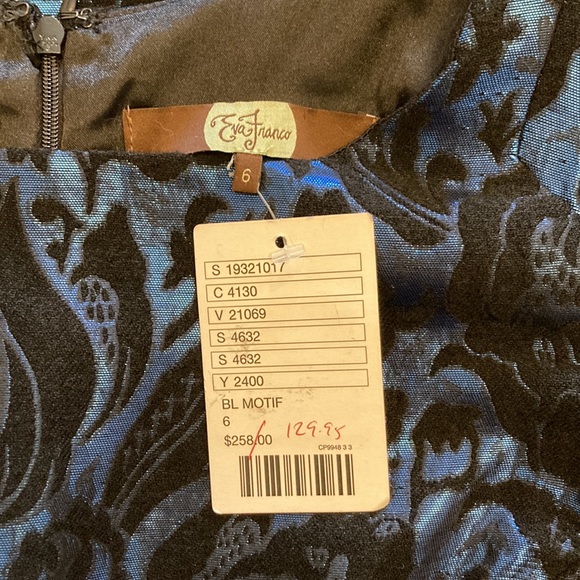 Eva Franco
6
S 19321017
C 4130
V 21069
S 4632
S 4632
Y 2400
BL MOTIF
6
$258.00 129.95
CP9948 3 3